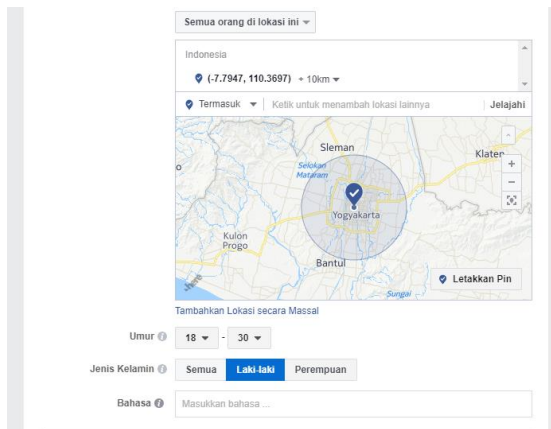 Semua orang di lokasi ini
Indonesia
(-7.7947, 110.3697) + 10km
Termasuk Ketik untuk menambah lokasi lainnya Jelajahi
Sleman
Klaten
Selokan
Mataram
Yogyakarta
Kulon
Progo
Bantul
here
Sungai
Letakkan Pin
Tambahkan Lokasi secara Massal
Umur 18 - 30
Jenis Kelamin Semua Laki-laki Perempuan
Bahasa Masukkan bahasa ...